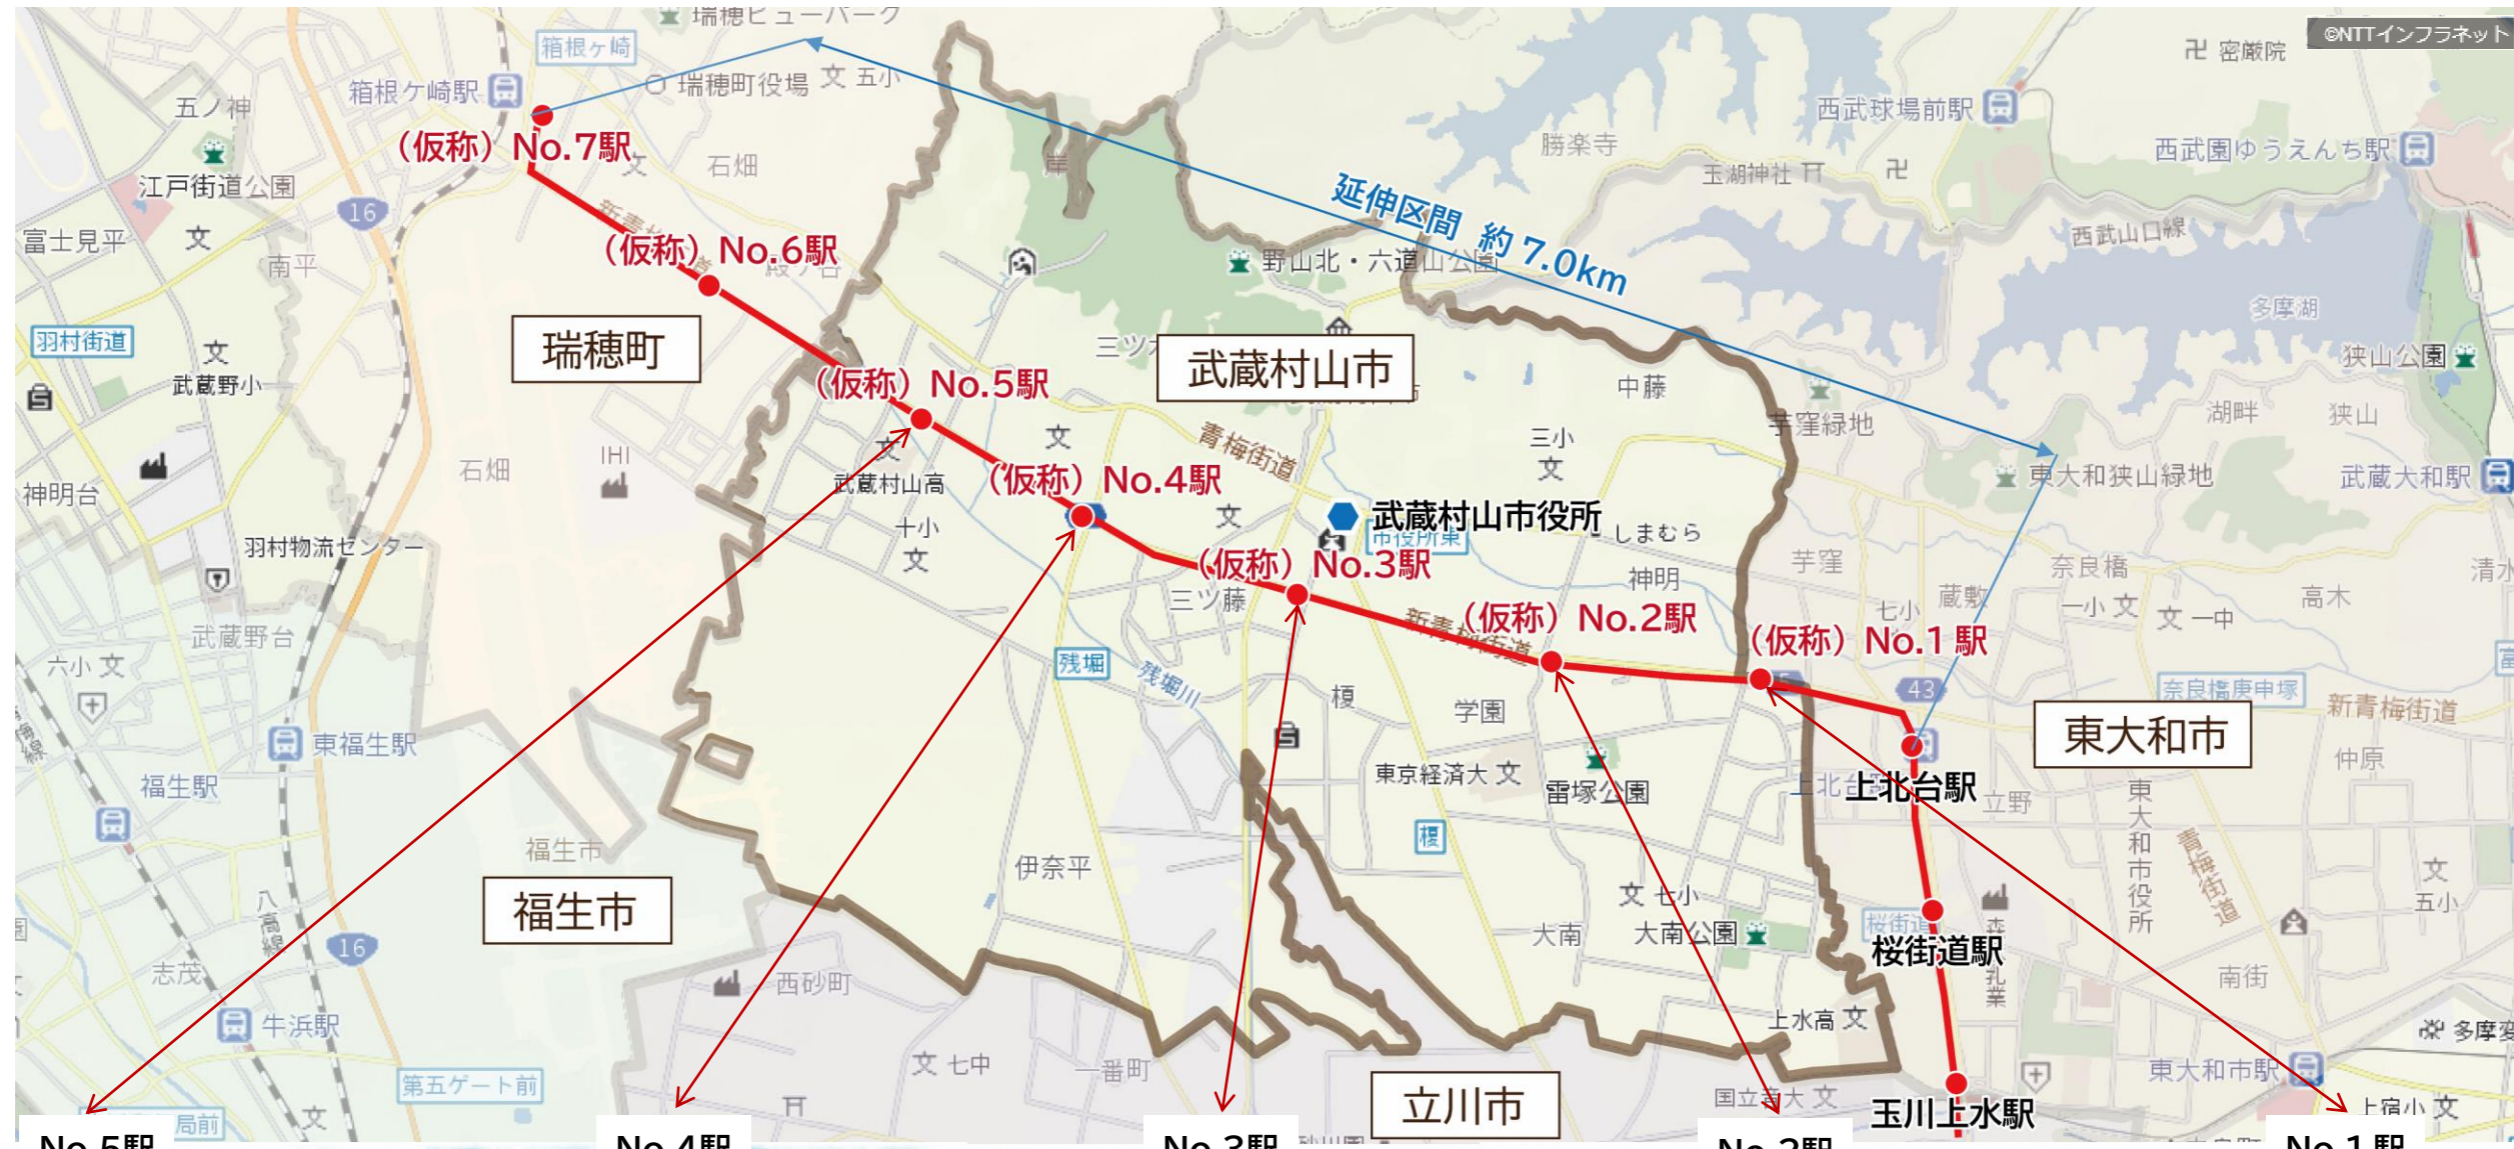 瑞穂ビューパーク
©NTTインフラネット
箱根ヶ崎
密厳院
箱根ケ崎駅
瑞穂町役場
五小
五ノ神
西武球場前駅
（仮称）No.7駅
石畑
岸
勝楽寺
玉湖神社
西武園ゆうえんち駅
江戸街道公園
16
延伸区間 約7.0km
富士見平
南平
（仮称）No.6駅
野山北・六道山公園
西武山口線
多摩湖
羽村街道
武蔵野小
瑞穂町
武蔵村山市
狭山公園
（仮称）No.5駅
中藤
芋窪緑地
湖畔
狭山
青梅街道
三小
石畑
IHI
武蔵村山高
（仮称）No.4駅
東大和狭山緑地
武蔵大和駅
神明台
十小
武蔵村山市役所
市役所東
しまむら
羽村物流センター
（仮称）No.3駅
神明
芋窪
奈良橋
蔵敷
高木
三ツ藤
七小
一小
一中
武蔵野台
新青梅街道
（仮称）No.2駅
（仮称）No.1駅
六小
残堀
残堀川
榎
学園
43
奈良橋庚申塚
新青梅街道
東福生駅
東大和市
仲原
福生駅
東京経済大
雷塚公園
上北台駅
立野
東大和市役所
福生市
榎
青梅街道
伊奈平
七小
五小
福生市
八高線
16
大南
大南公園
桜街道
桜街道駅
志茂
西砂町
南街
牛浜駅
上水高
七中
一番町
東大和市駅
第五ゲート前
立川市
国立音大
玉川上水駅
上宿小
局前
No.5駅
No.4駅
No.3駅
No.2駅
No.1駅